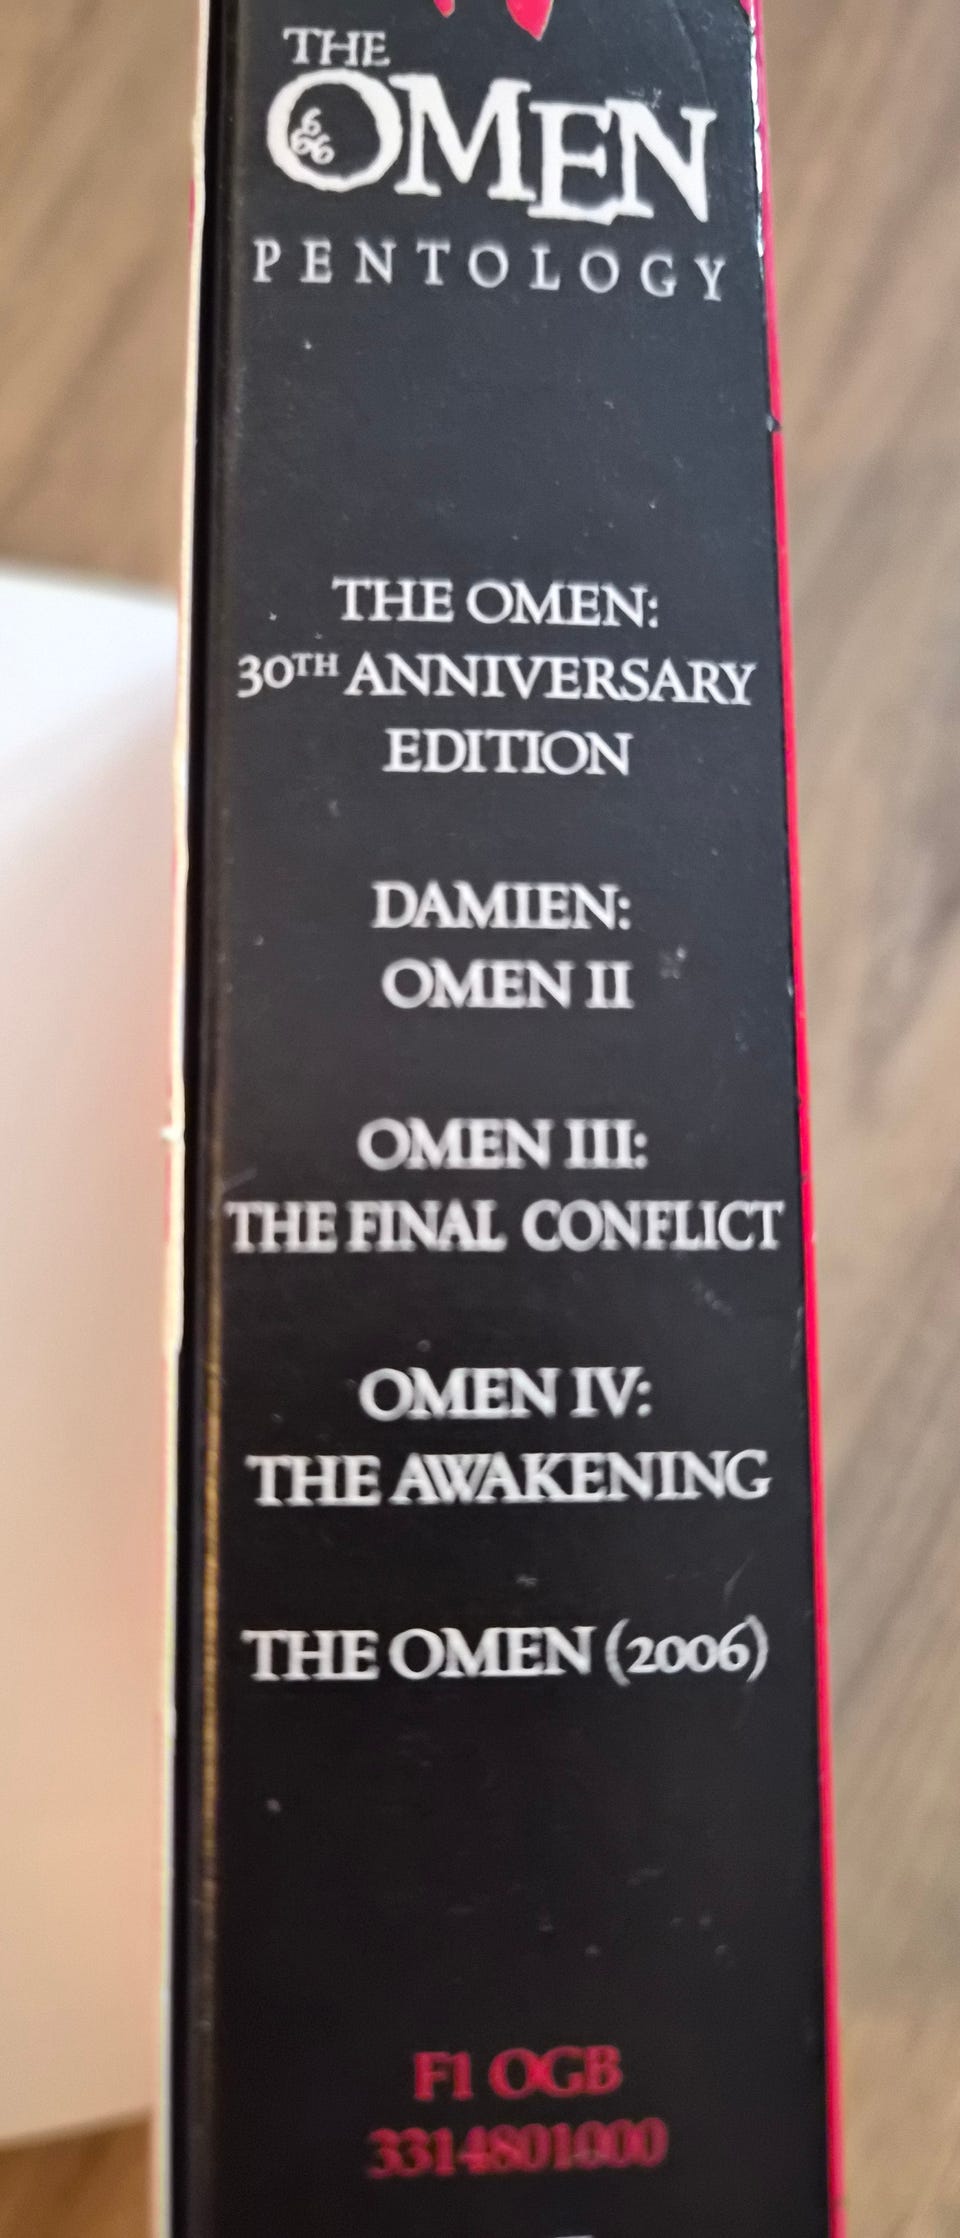 THE
OMEN
666
PENTOLOGY
THE OMEN:
30TH ANNIVERSARY
EDITION
DAMIEN:
OMEN II
OMEN III:
THE FINAL CONFLICT
OMEN IV:
THE AWAKENING
THE OMEN (2006)
F1 OGB
3314801000